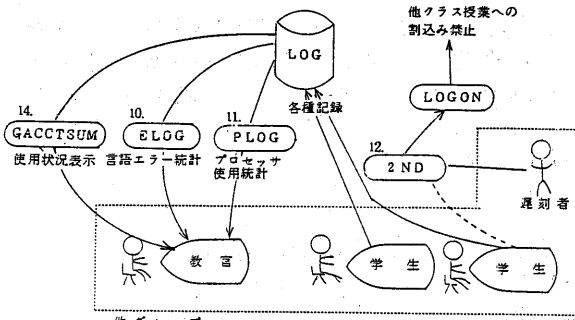 他クラス授業への
割込み禁止
LOG
各種記録
LOGON
14.
GACCTSUM
使用状況表示
10.
ELOG
言語エラー統計
11.
PLOG
プロセッサ
使用統計
12.
2ND
遅刻者
教官
学生
学生